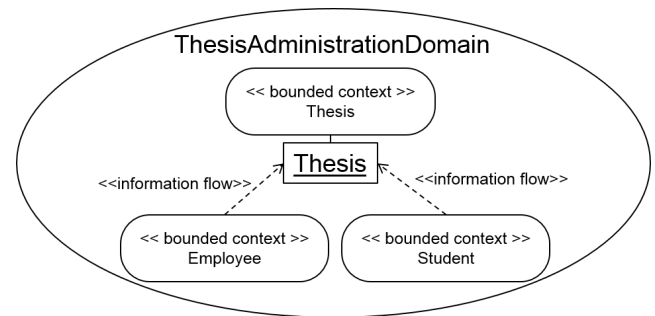 ThesisAdministrationDomain
<< bounded context >>
Thesis
Thesis
<<information flow>>
<<information flow>>
<< bounded context >>
Employee
<< bounded context >>
Student